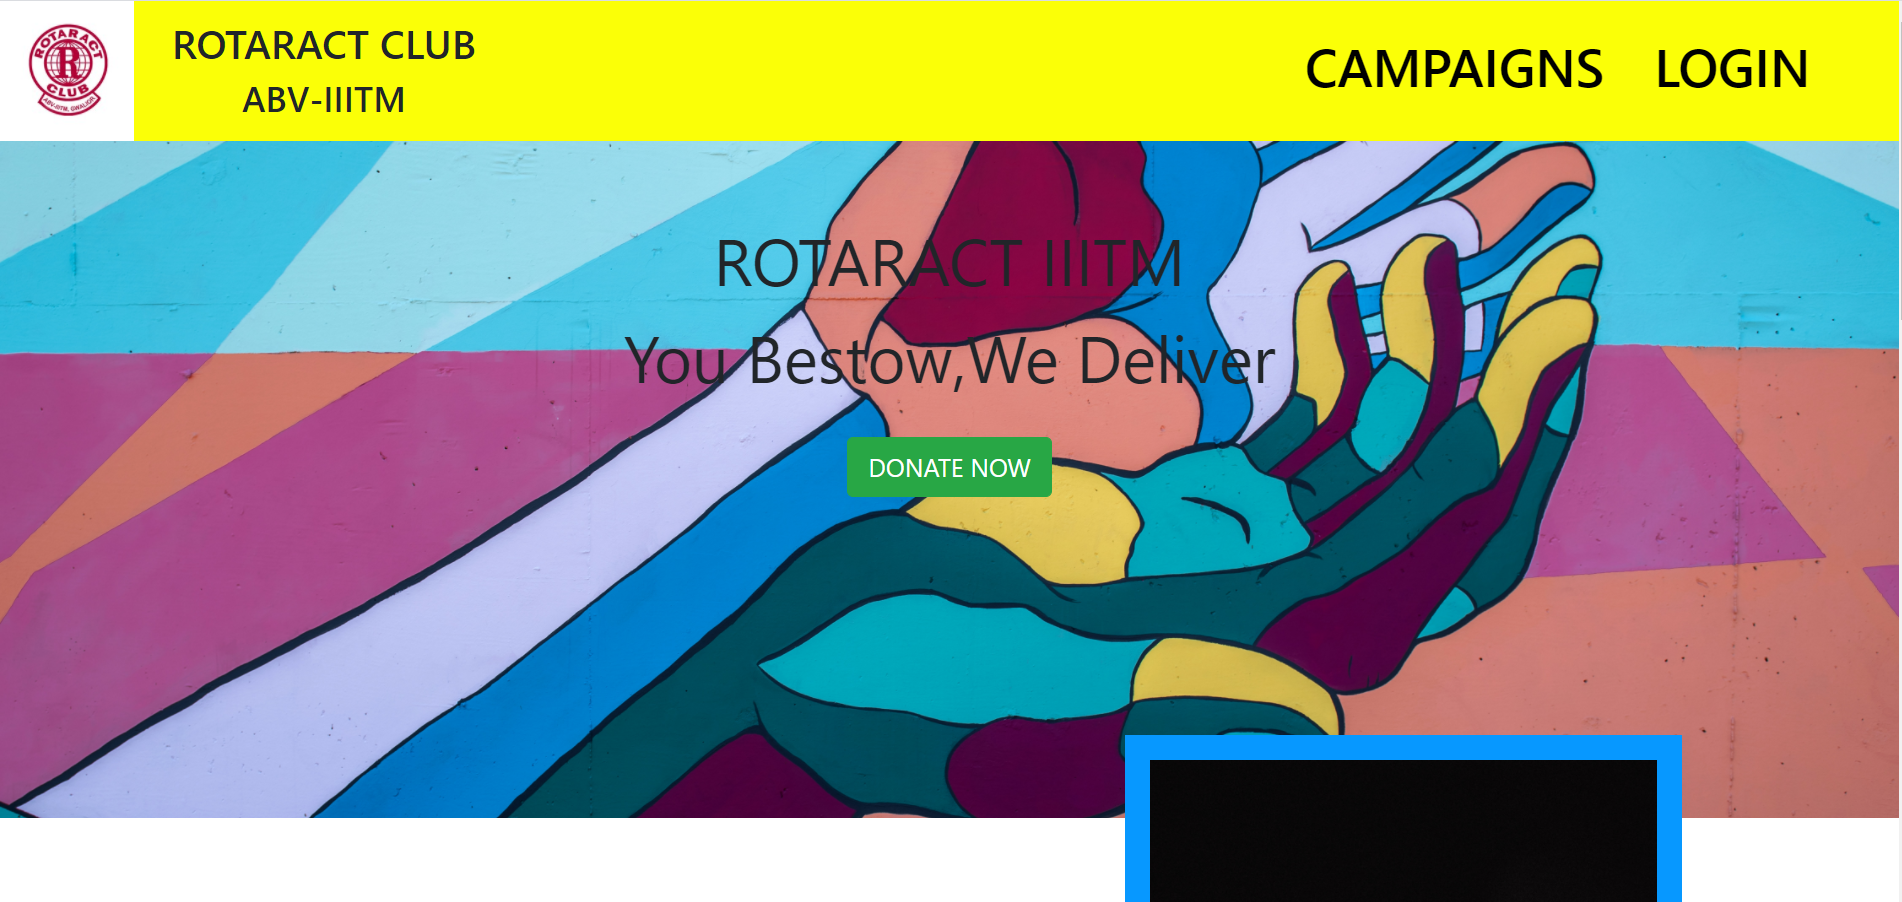 ROTARACT
R
CLUB
ABV-IIITM, GWALIOR
ROTARACT CLUB
ABV-IIITM
CAMPAIGNS LOGIN
ROTARACT IIITM
You Bestow,We Deliver
DONATE NOW